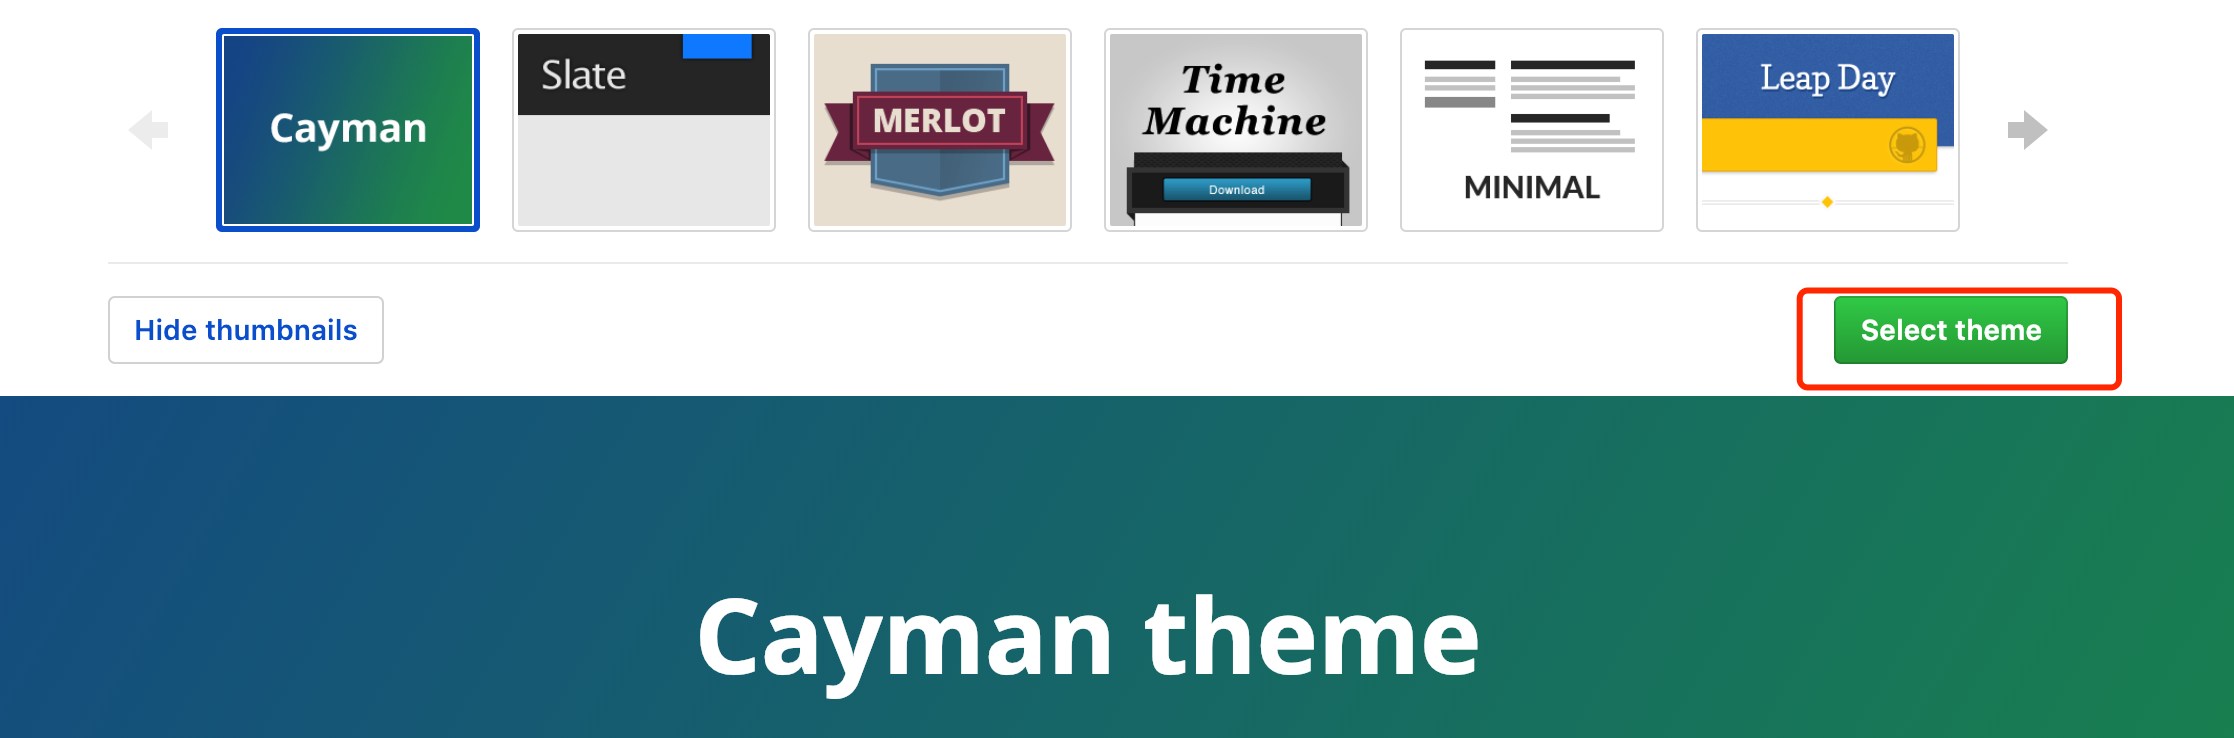 Cayman
Slate
MERLOT
Time
Machine
Download
MINIMAL
Leap Day
Hide thumbnails
Select theme
Cayman theme